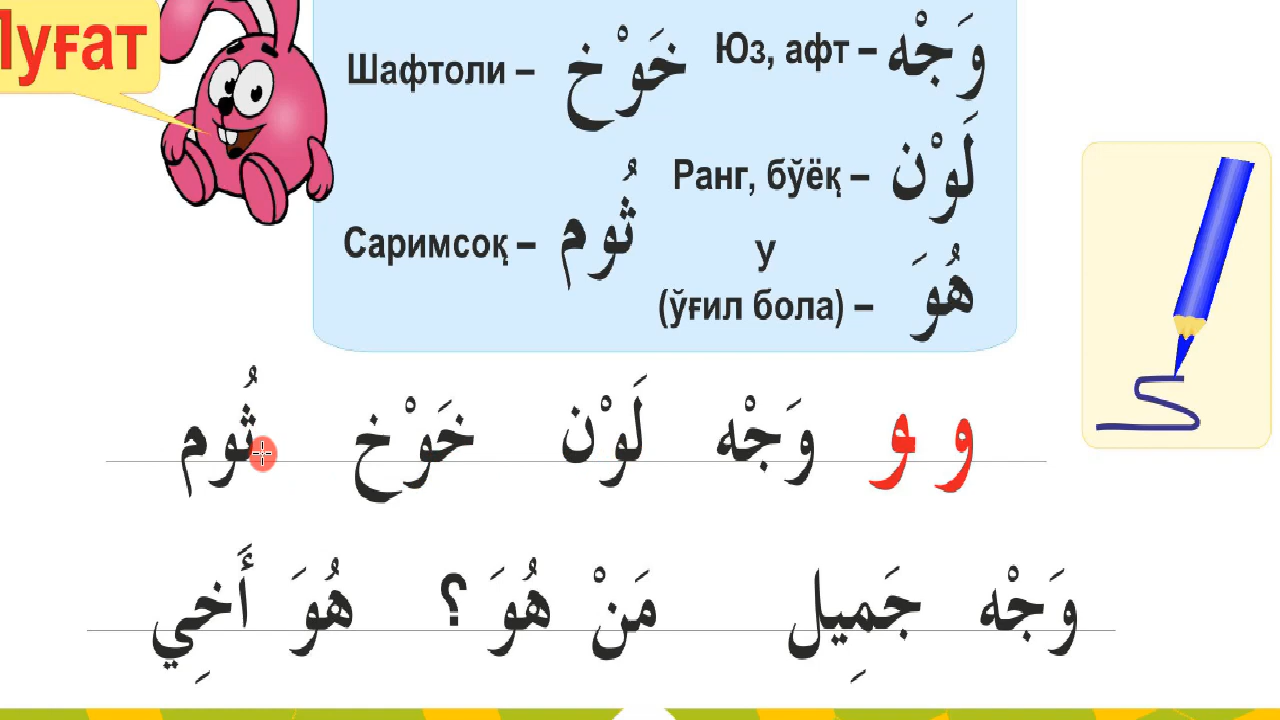 Луғат
وَجْه – Юз, афт
خَوْخ – Шафтоли
لَوْن – Ранг, бўёқ
ثُوم – Саримсоқ
هُوَ – У (ўғил бола)
و و وَجْه لَوْن خَوْخ ثُوم
وَجْه جَمِيل مَنْ هُوَ ؟ هُوَ أَخِي